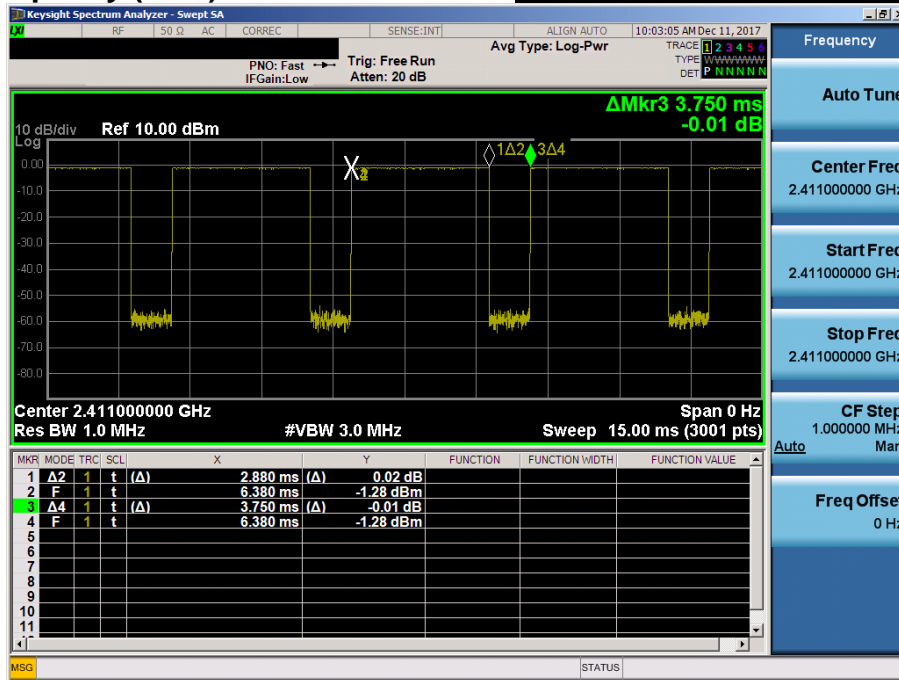 Keysight Spectrum Analyzer - Swept SA
LXI RF 50 Ω AC CORREC SENSE:INT ALIGN AUTO 10:03:05 AM Dec 11, 2017
PNO: Fast IFGain:Low
Trig: Free Run
Atten: 20 dB
Avg Type: Log-Pwr
TRACE 1 2 3 4 5 6
TYPE WWWWWW
DET P N N N N N
ΔMkr3 3.750 ms
-0.01 dB
10 dB/div Ref 10.00 dBm
Log
1Δ2 3Δ4
0.00
-10.0
-20.0
-30.0
-40.0
-50.0
-60.0
-70.0
-80.0
Center 2.411000000 GHz Span 0 Hz
Res BW 1.0 MHz #VBW 3.0 MHz Sweep 15.00 ms (3001 pts)
MKR MODE TRC SCL X Y FUNCTION FUNCTION WIDTH FUNCTION VALUE
1 Δ2 1 t (Δ) 2.880 ms (Δ) 0.02 dB
2 F 1 t 6.380 ms -1.28 dBm
3 Δ4 1 t (Δ) 3.750 ms (Δ) -0.01 dB
4 F 1 t 6.380 ms -1.28 dBm
5
6
7
8
9
10
11
MSG STATUS
Frequency
Auto Tune
Center Freq
2.411000000 GHz
Start Freq
2.411000000 GHz
Stop Freq
2.411000000 GHz
CF Step
1.000000 MHz
Auto Man
Freq Offset
0 Hz